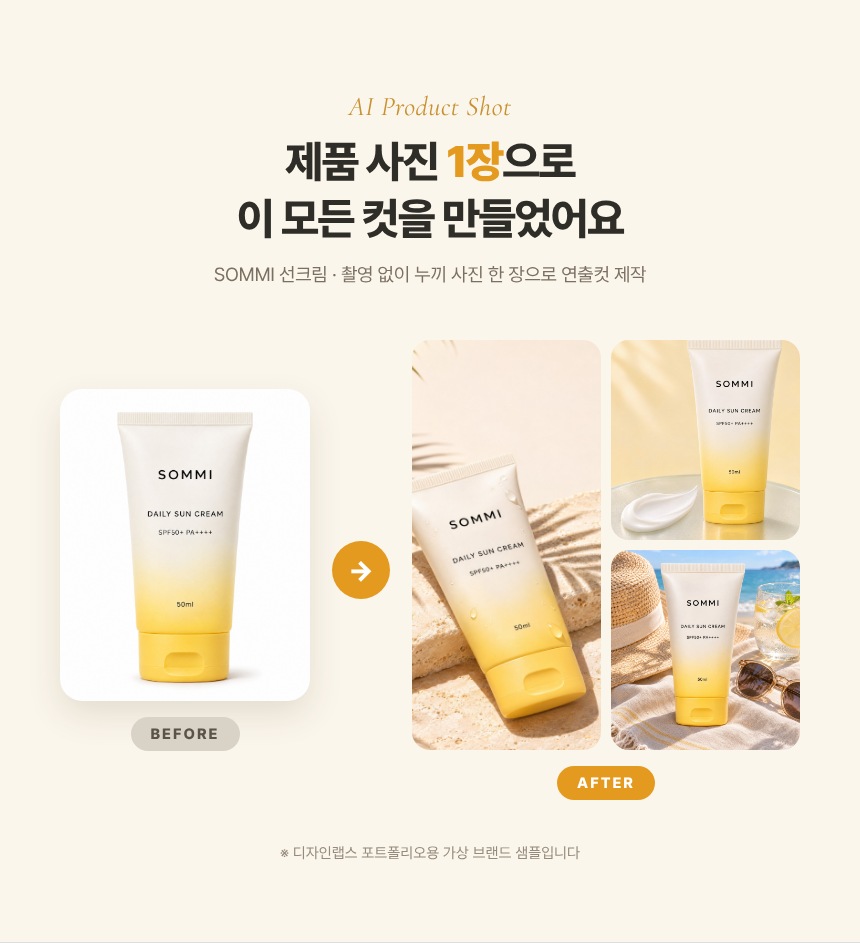 AI Product Shot
제품 사진 1장으로
이 모든 컷을 만들었어요
SOMMI 선크림 · 촬영 없이 누끼 사진 한 장으로 연출컷 제작
SOMMI
DAILY SUN CREAM
SPF50+ PA++++
50ml
BEFORE
→
SOMMI
DAILY SUN CREAM
SPF50+ PA++++
50ml
SOMMI
DAILY SUN CREAM
SPF50+ PA++++
50ml
SOMMI
DAILY SUN CREAM
SPF50+ PA++++
50ml
AFTER
※ 디자인랩스 포트폴리오용 가상 브랜드 샘플입니다